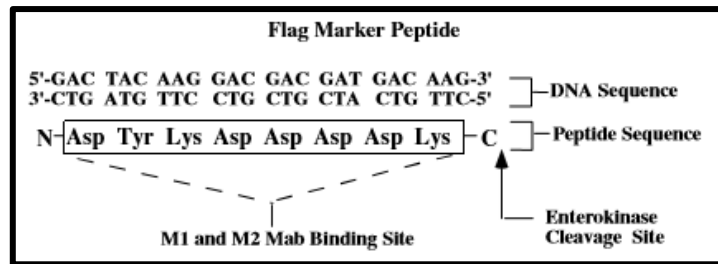 Flag Marker Peptide
5'-GAC TAC AAG GAC GAC GAT GAC AAG-3'
3'-CTG ATG TTC CTG CTG CTA CTG TTC-5'
DNA Sequence
N-Asp Tyr Lys Asp Asp Asp Asp Lys-C
Peptide Sequence
M1 and M2 Mab Binding Site
Enterokinase
Cleavage Site